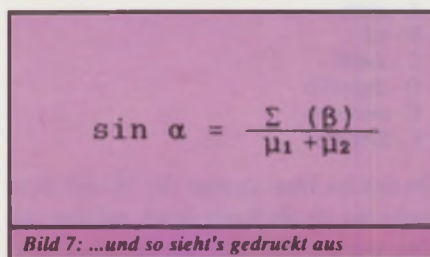 sin α = Σ (β)
µ₁ +µ₂
Bild 7: ...und so sieht's gedruckt aus